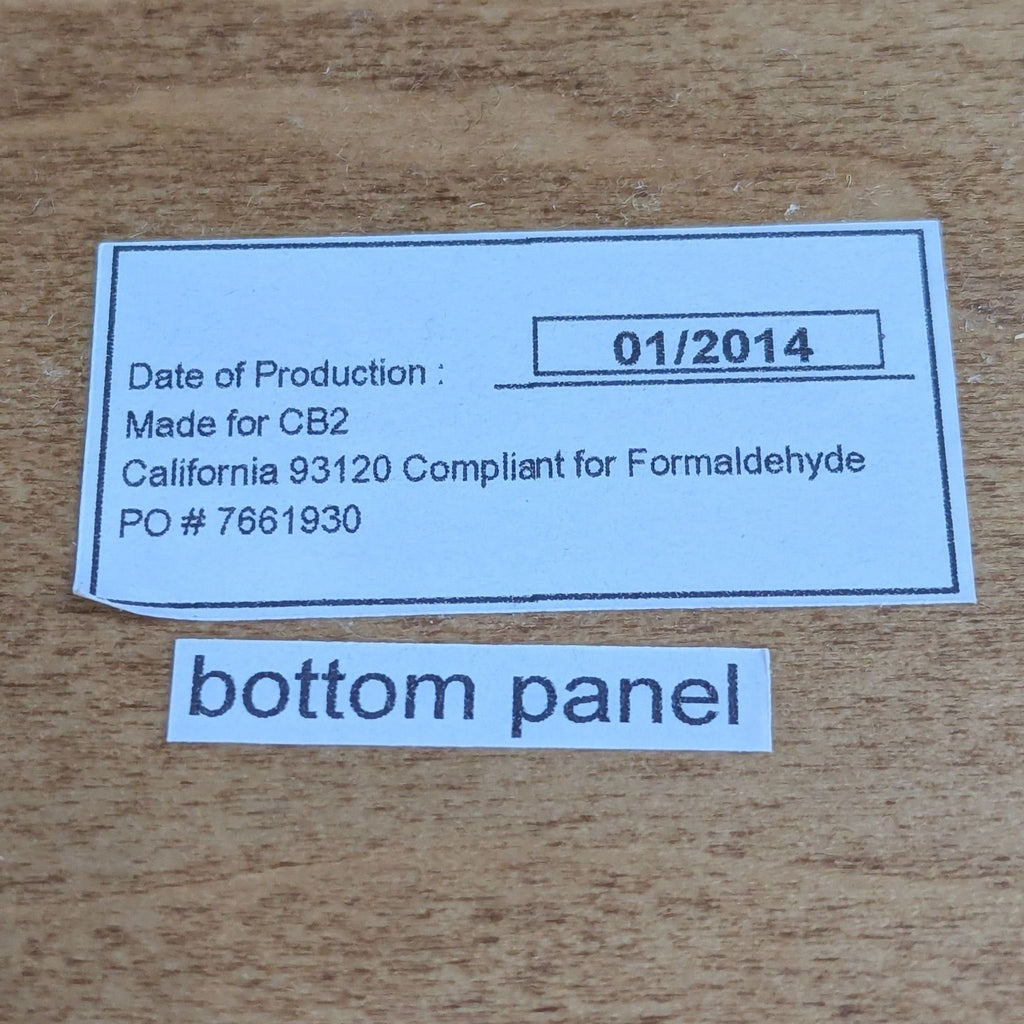 01/2014
Date of Production :
Made for CB2
California 93120 Compliant for Formaldehyde
PO # 7661930
bottom panel